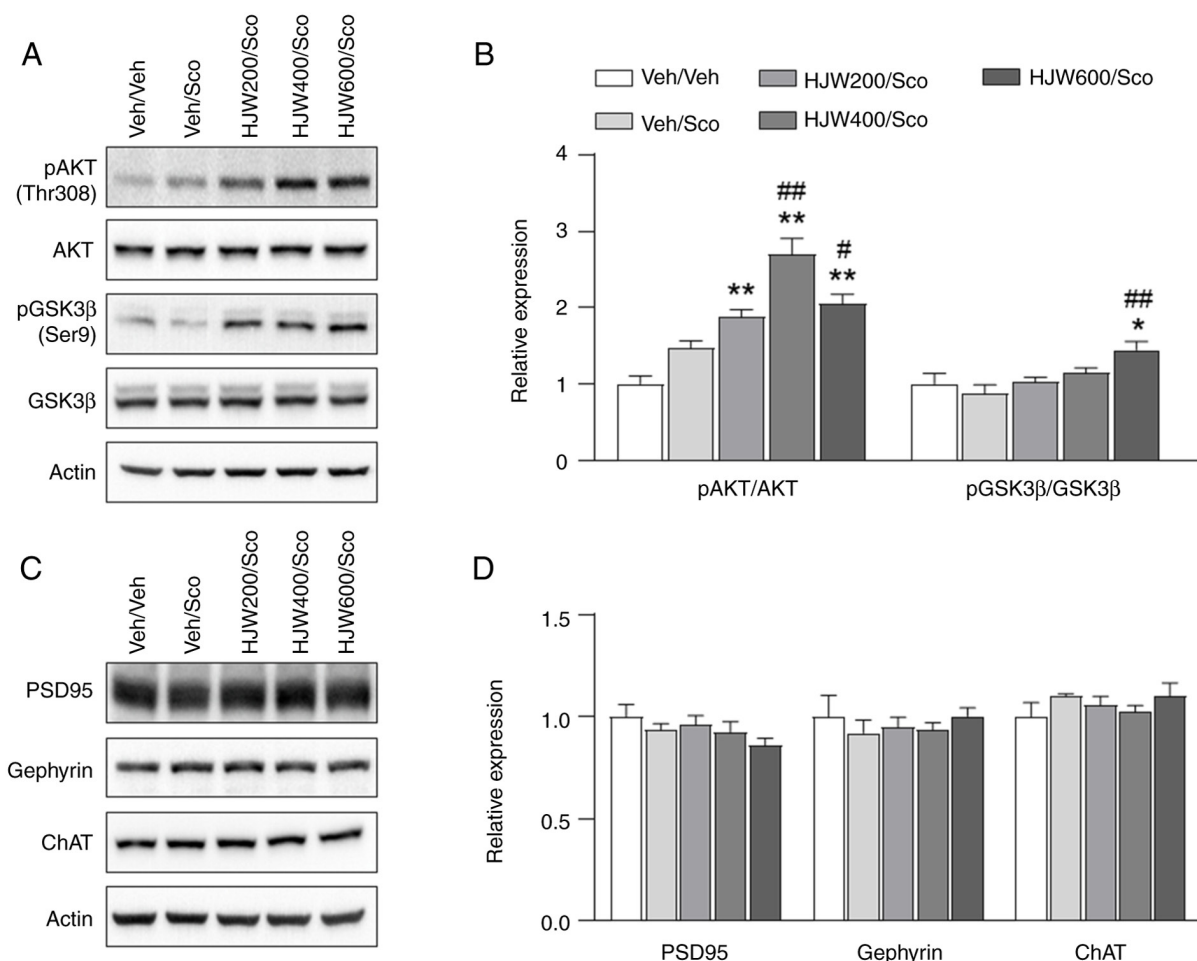 A
Veh/Veh
Veh/Sco
HJW200/Sco
HJW400/Sco
HJW600/Sco
pAKT
(Thr308)
AKT
pGSK3β
(Ser9)
GSK3β
Actin
B
Veh/Veh
HJW200/Sco
HJW600/Sco
Veh/Sco
HJW400/Sco
Relative expression
4
3
2
1
0
**
##
**
#
**
##
*
pAKT/AKT
pGSK3β/GSK3β
C
Veh/Veh
Veh/Sco
HJW200/Sco
HJW400/Sco
HJW600/Sco
PSD95
Gephyrin
ChAT
Actin
D
Relative expression
1.5
1.0
0.5
0.0
PSD95
Gephyrin
ChAT